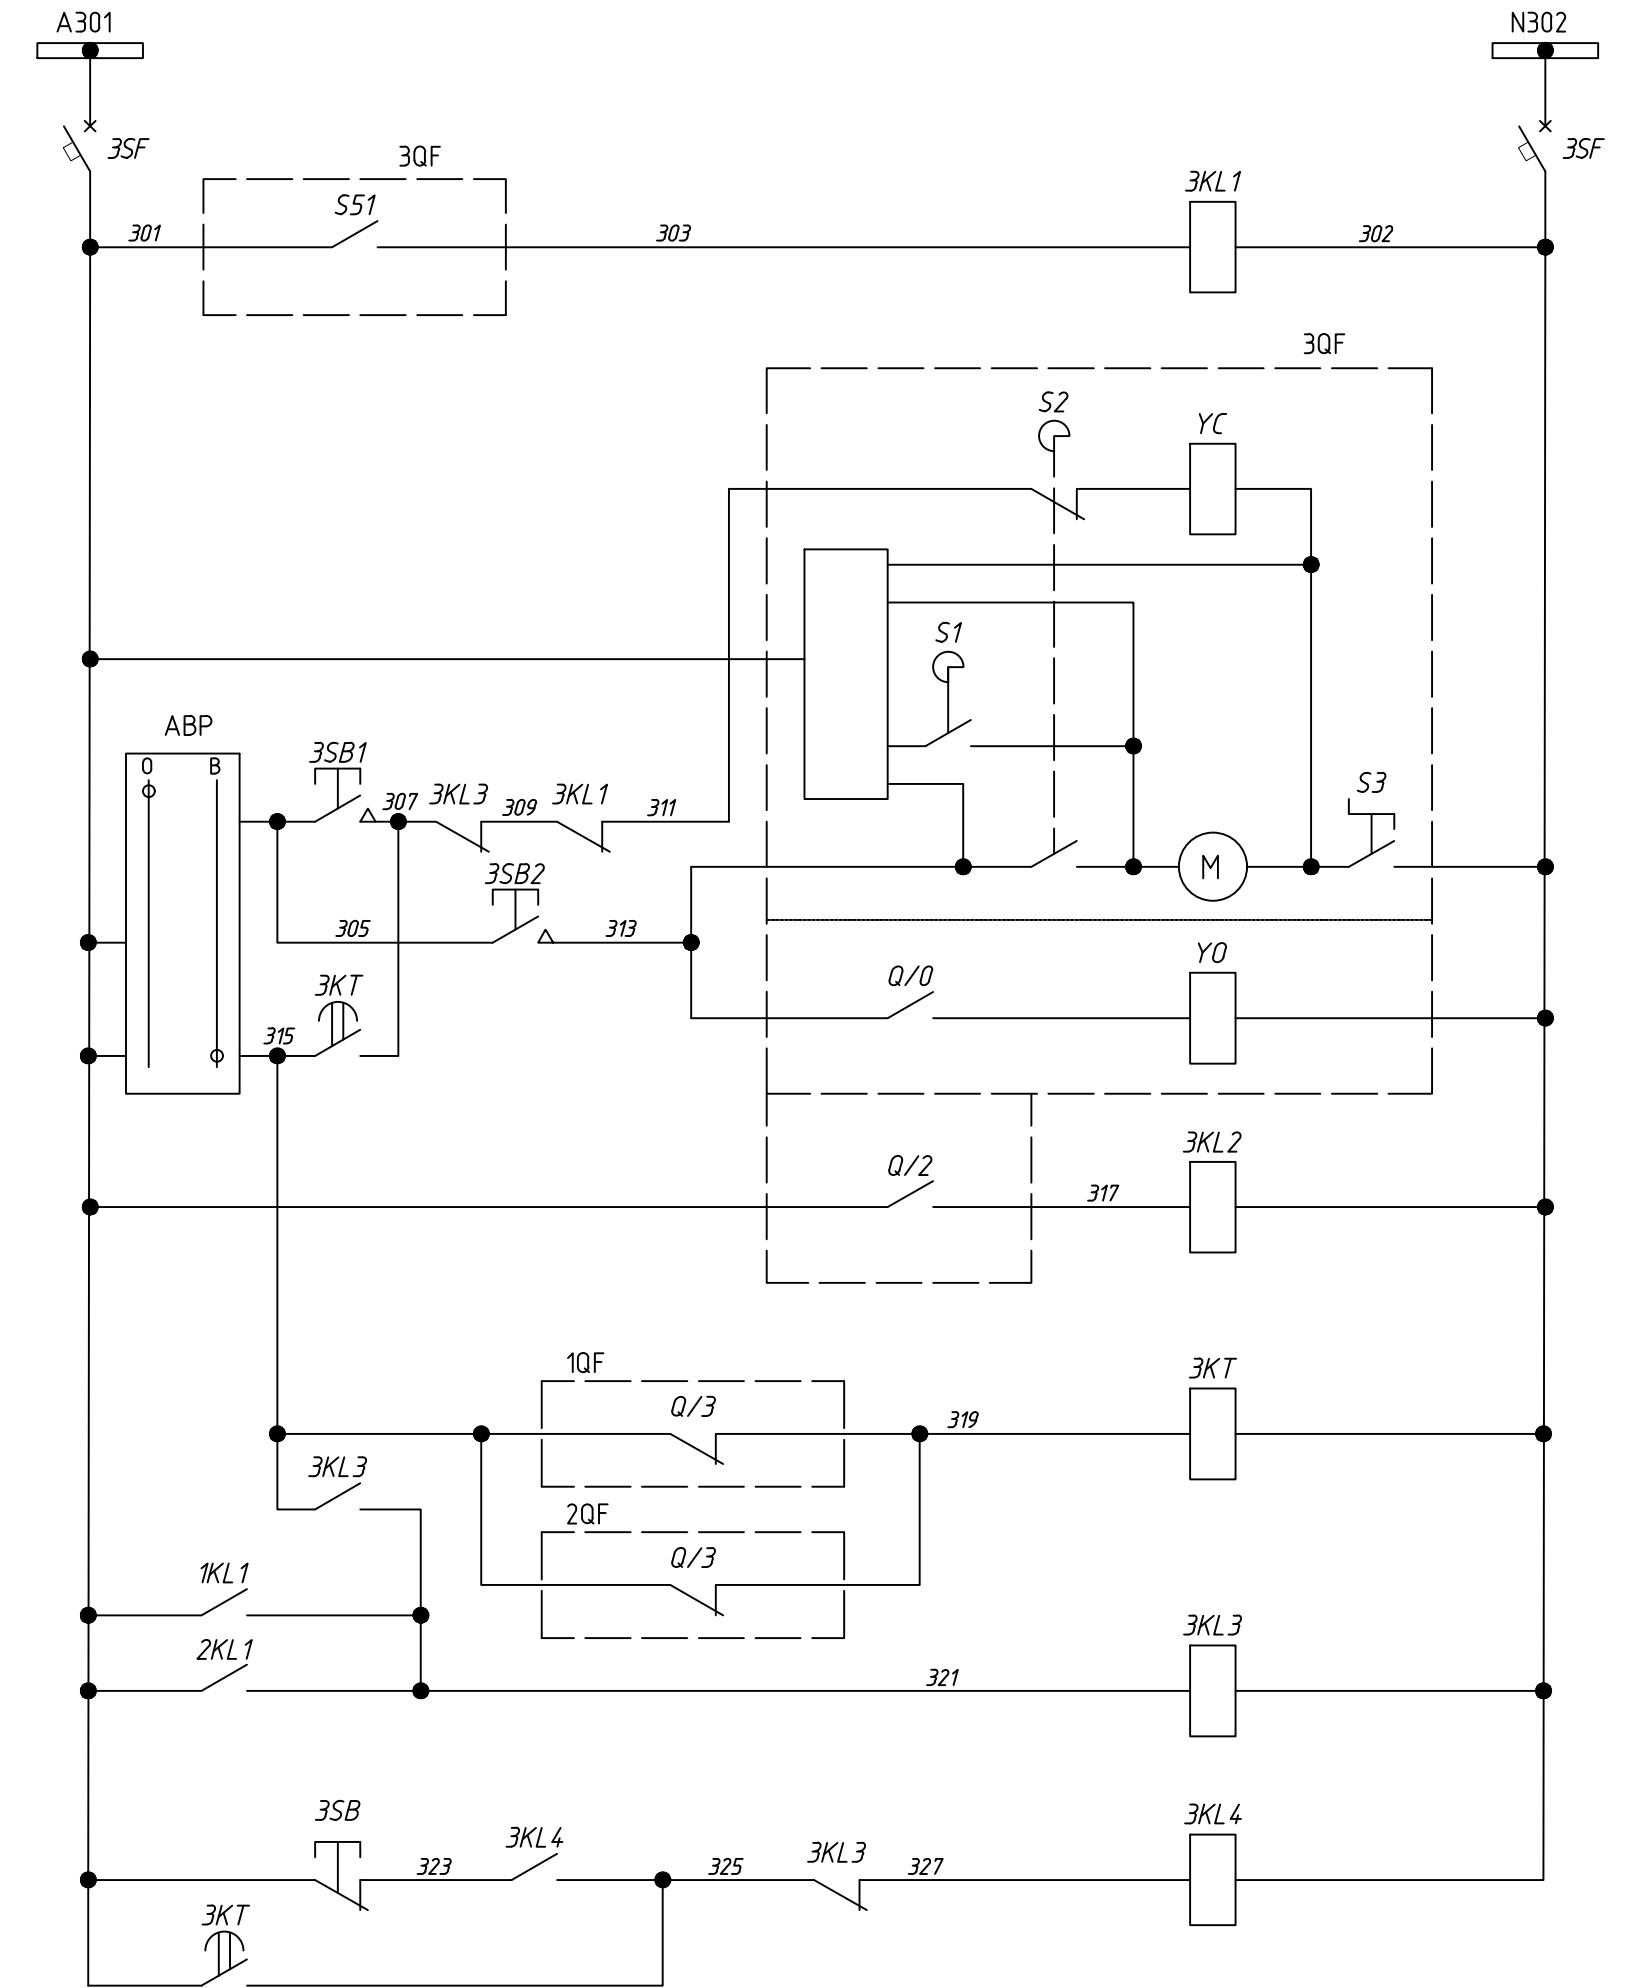 А301
N302
3SF
3SF
3QF
3KL1
S51
301
303
302
3QF
S2
YC
S1
АВР
О
В
3SB1
307
3KL3
309
3KL1
311
S3
3SB2
M
305
313
3KT
315
Q/0
YO
Q/2
317
3KL2
1QF
Q/3
319
3KT
3KL3
2QF
Q/3
1KL1
2KL1
321
3KL3
3SB
323
3KL4
325
3KL3
327
3KL4
3KT